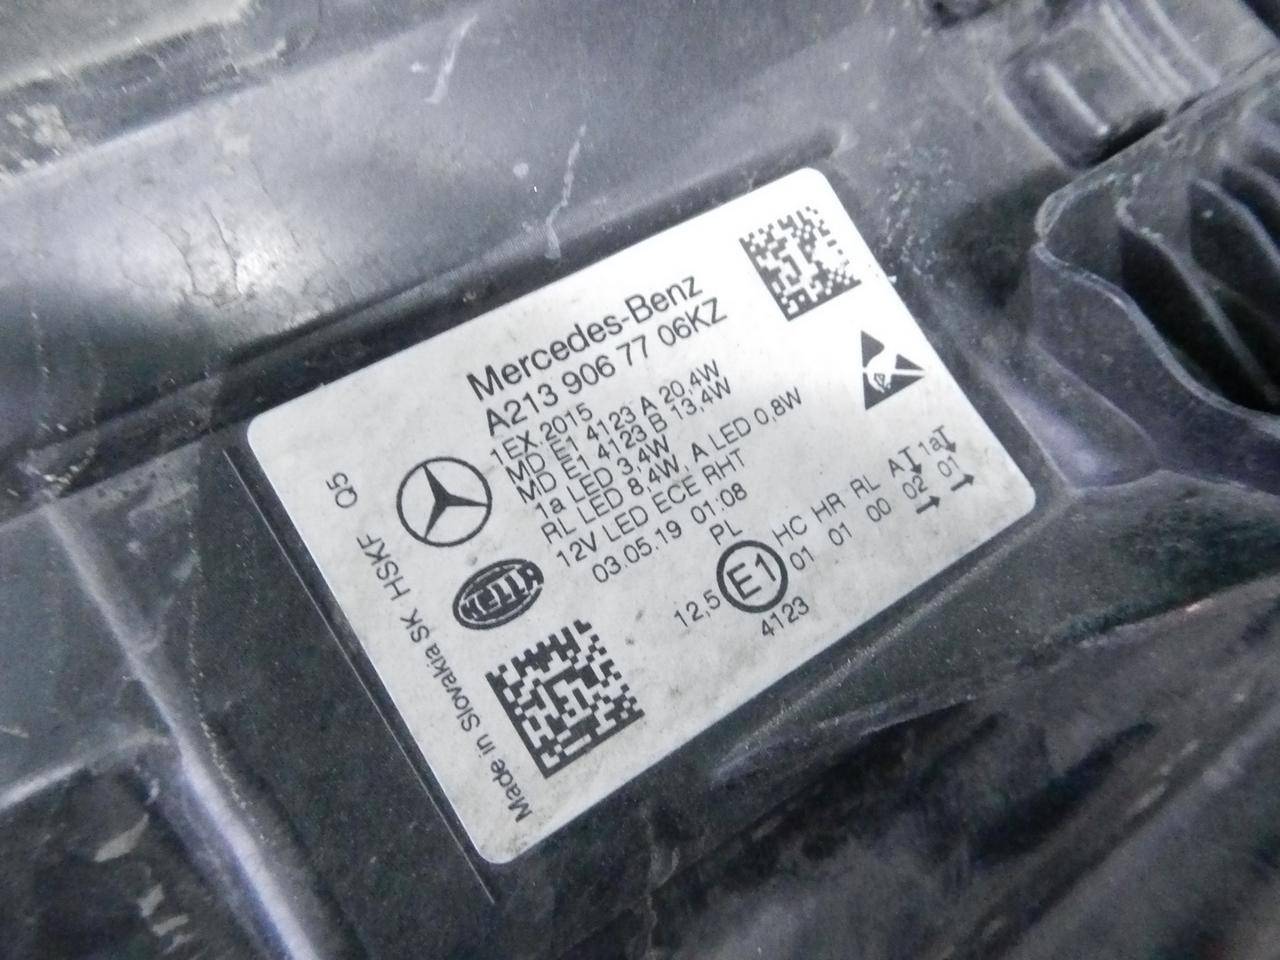 Mercedes-Benz
A213 906 77 06KZ
1EX 2015
MD E1 4123 A 20,4W
MD E1 4123 B 13,4W
1a LED 3,4W
RL LED 8,4W, A LED 0,8W
12V LED ECE RHT
03.05.19 01:08
PL
12,5 E1 HC HR RL A 1a
01 01 00 02 01
4123
HELLA
Made in Slovakia SK HSKF Q5